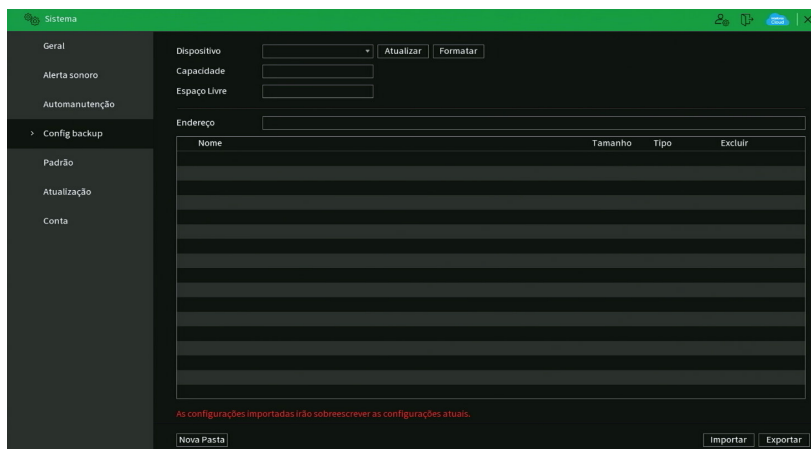 Sistema
Geral
Alerta sonoro
Automanutenção
Config backup
Padrão
Atualização
Conta
Dispositivo
Atualizar
Formatar
Capacidade
Espaço Livre
Endereço
Nome Tamanho Tipo Excluir
As configurações importadas irão sobreescrever as configurações atuais.
Nova Pasta
Importar
Exportar